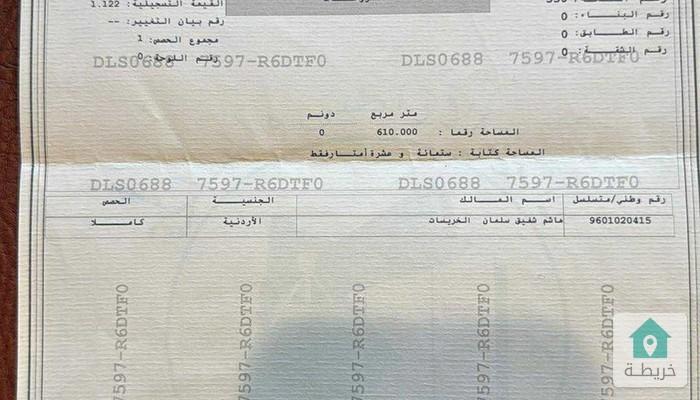 القيمة التسجيلية: 1.122
رقم البناء: 0
رقم بيان التغيير: --
رقم الطابق: 0
مجموع الحصص: 1
رقم الشقة: 0
رقم اللوحة: 0
DLS0688 7597-R6DTF0 DLS0688 7597-R6DTF0
متر مربع دونم
المساحة رقما : 610.000 0
المساحة كتابة : ستمائة و عشرة أمتار فقط
DLS0688 7597-R6DTF0 DLS0688 7597-R6DTF0
رقم وطني/متسلسل اسم المالك الجنسية الحصص
9601020415 هاشم شفيق سلمان الخريسات الأردنية كاملا
7597-R6DTF0 7597-R6DTF0 7597-R6DTF0 7597-R6DTF0 7597-R6DTF0
خريطة